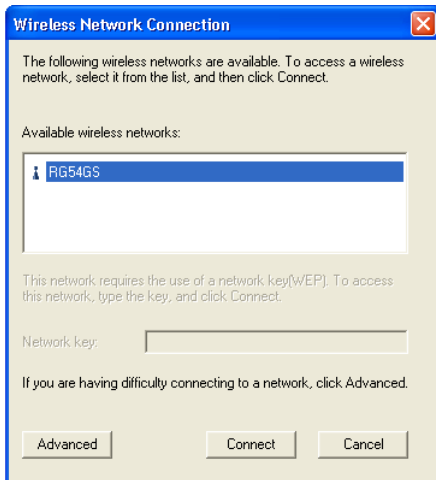 Wireless Network Connection
The following wireless networks are available. To access a wireless
network, select it from the list, and then click Connect.
Available wireless networks:
RG54GS
This network requires the use of a network key(WEP). To access
this network, type the key, and click Connect.
Network key:
If you are having difficulty connecting to a network, click Advanced.
Advanced
Connect
Cancel